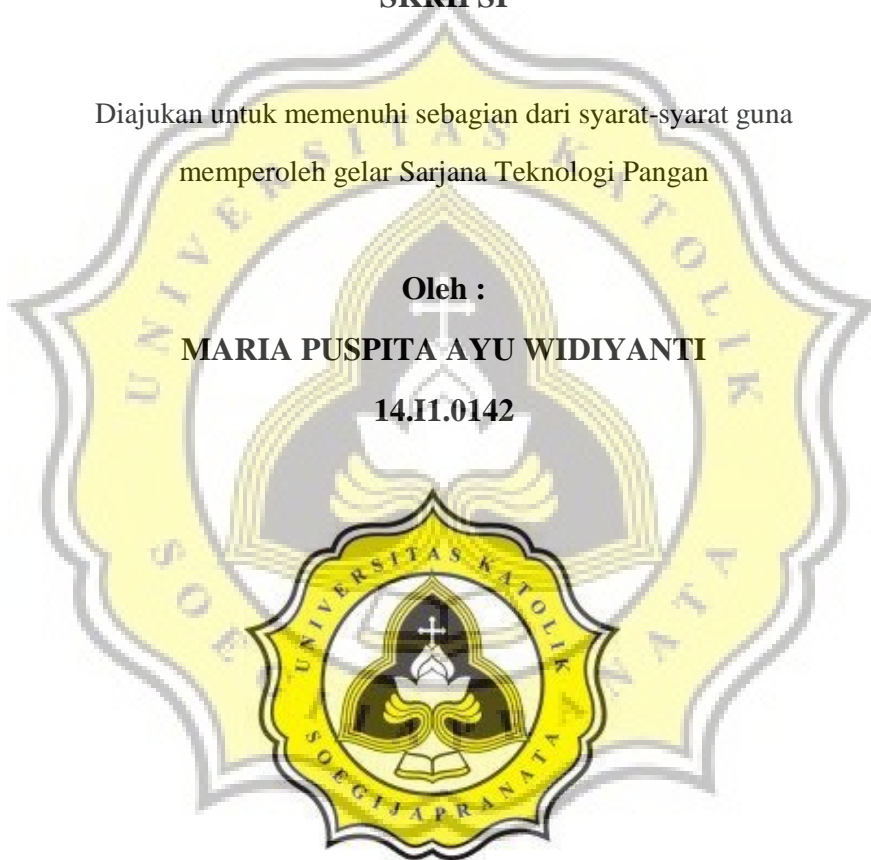 SKRIPSI
Diajukan untuk memenuhi sebagian dari syarat-syarat guna
memperoleh gelar Sarjana Teknologi Pangan
Oleh :
MARIA PUSPITA AYU WIDIYANTI
14.I1.0142
UNIVERSITAS KATOLIK
SOEGIJAPRANATA